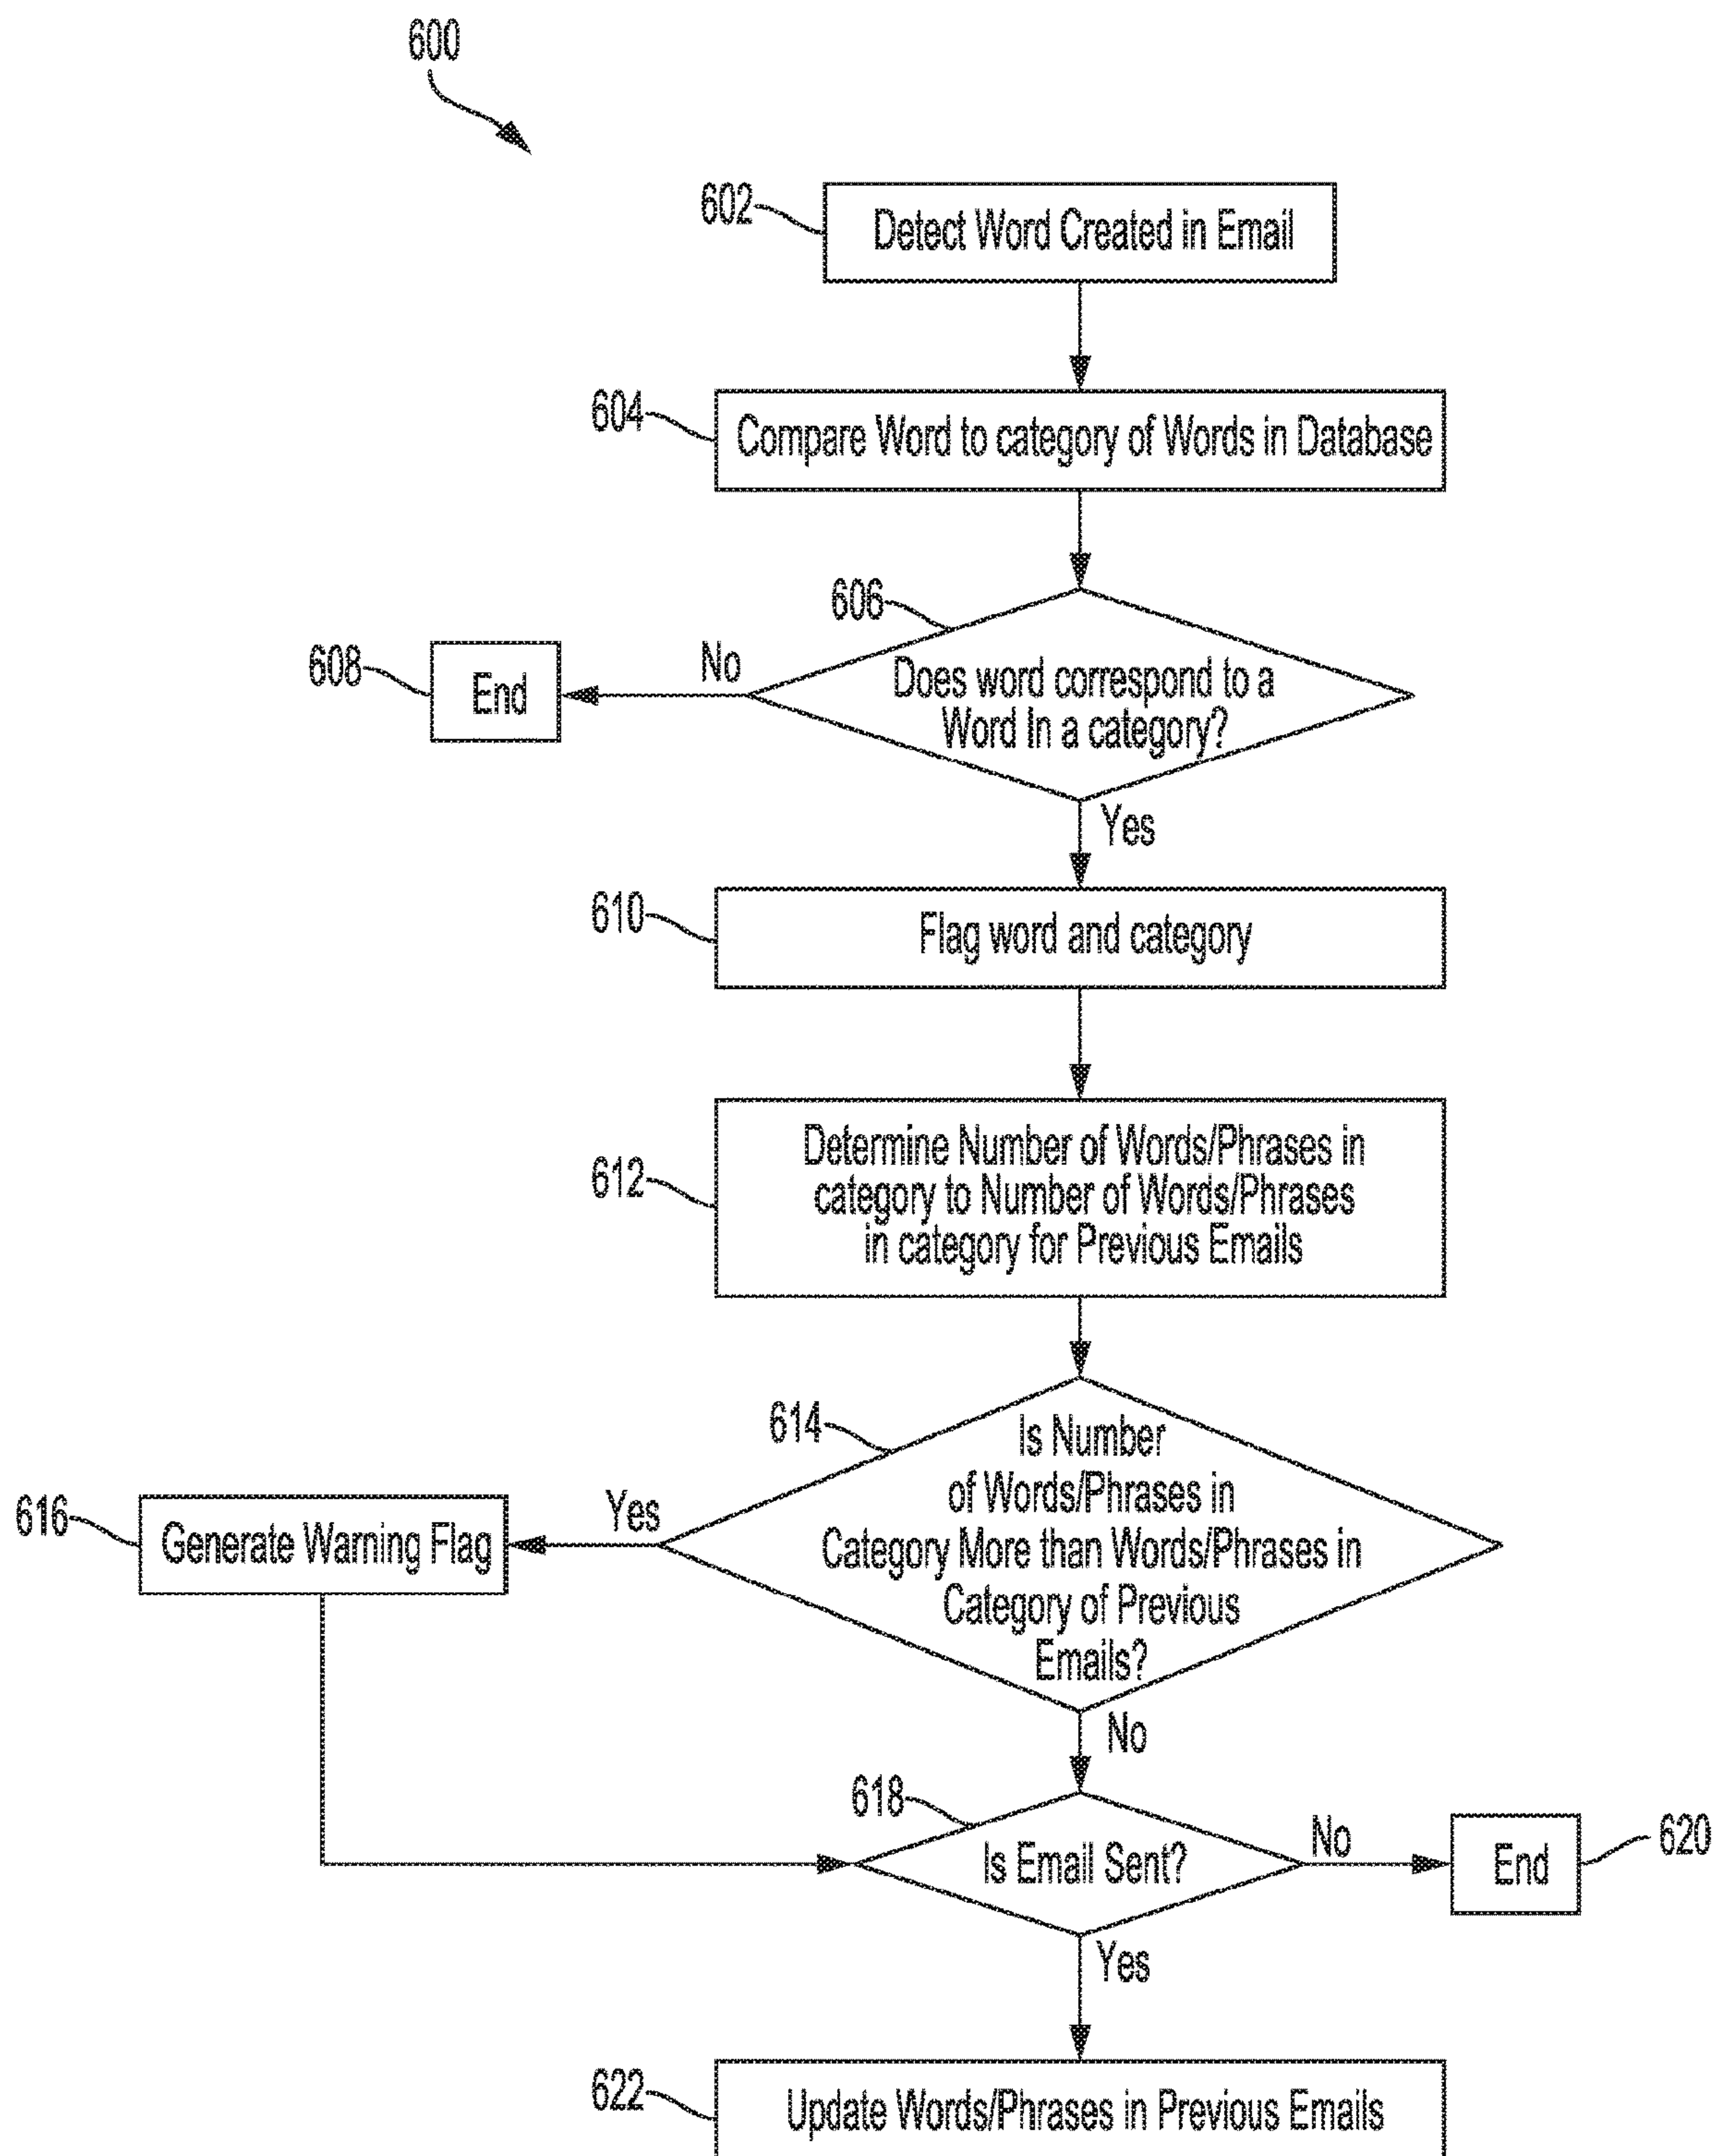 600
602
Detect Word Created in Email
604
Compare Word to category of Words in Database
606
Does word correspond to a
Word In a category?
No
608
End
Yes
610
Flag word and category
612
Determine Number of Words/Phrases in
category to Number of Words/Phrases
in category for Previous Emails
614
Is Number
of Words/Phrases in
Category More than Words/Phrases in
Category of Previous
Emails?
Yes
616
Generate Warning Flag
No
618
Is Email Sent?
No
End
620
Yes
622
Update Words/Phrases in Previous Emails